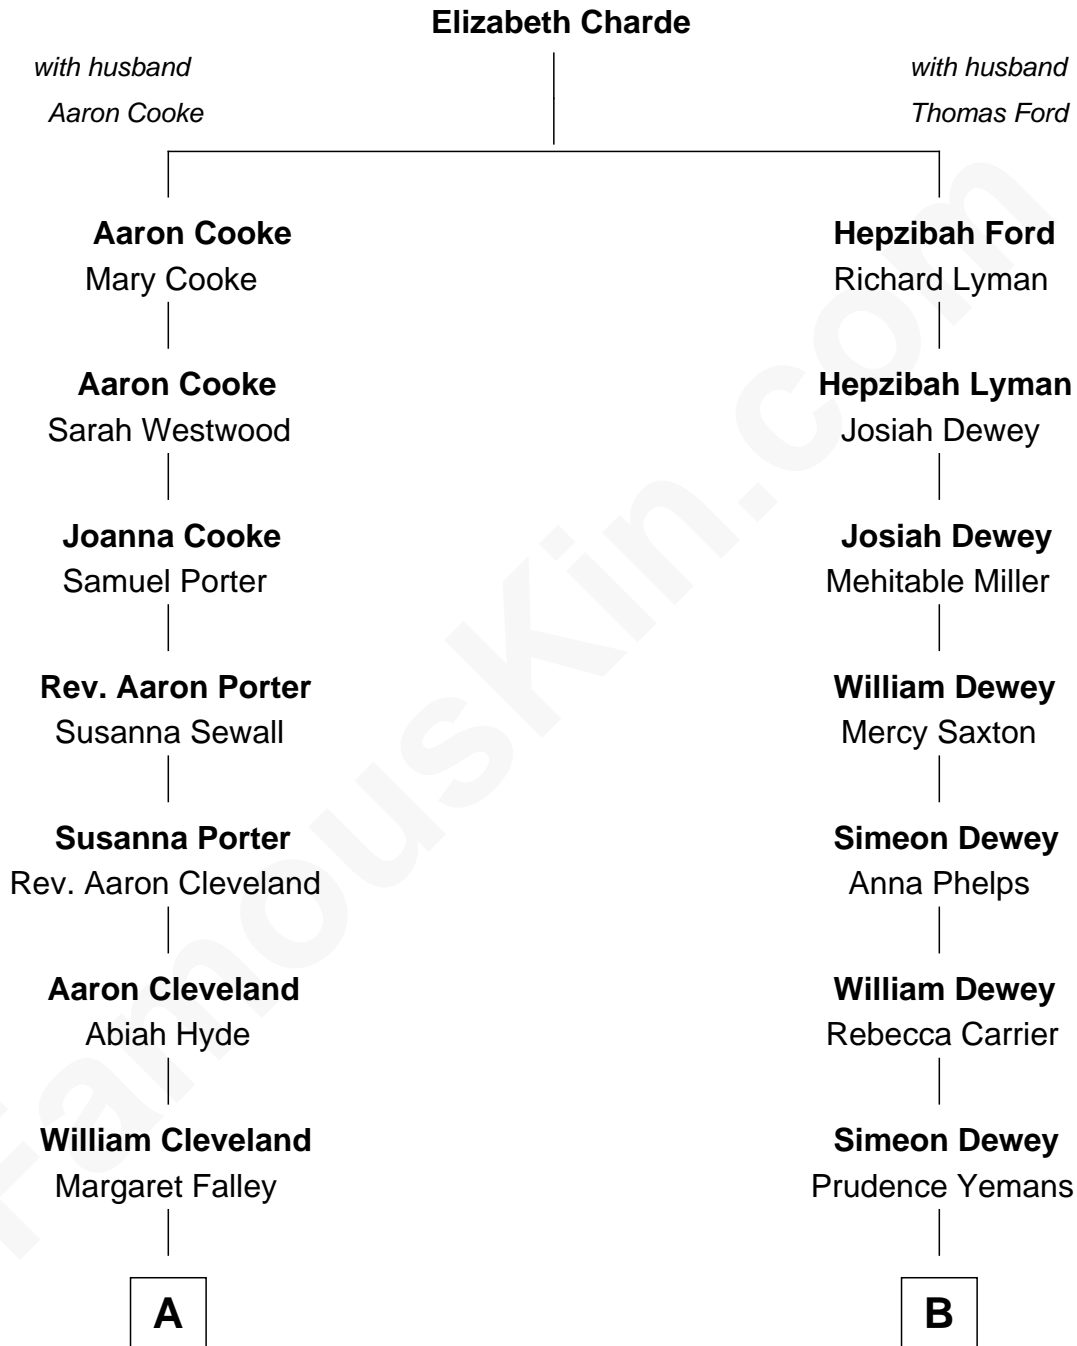 Elizabeth Charde
with husband
Aaron Cooke
with husband
Thomas Ford
Aaron Cooke
Mary Cooke
Hepzibah Ford
Richard Lyman
Aaron Cooke
Sarah Westwood
Hepzibah Lyman
Josiah Dewey
Joanna Cooke
Samuel Porter
Josiah Dewey
Mehitable Miller
Rev. Aaron Porter
Susanna Sewall
William Dewey
Mercy Saxton
Susanna Porter
Rev. Aaron Cleveland
Simeon Dewey
Anna Phelps
Aaron Cleveland
Abiah Hyde
William Dewey
Rebecca Carrier
William Cleveland
Margaret Falley
Simeon Dewey
Prudence Yemans
A
B
FamousKin.com